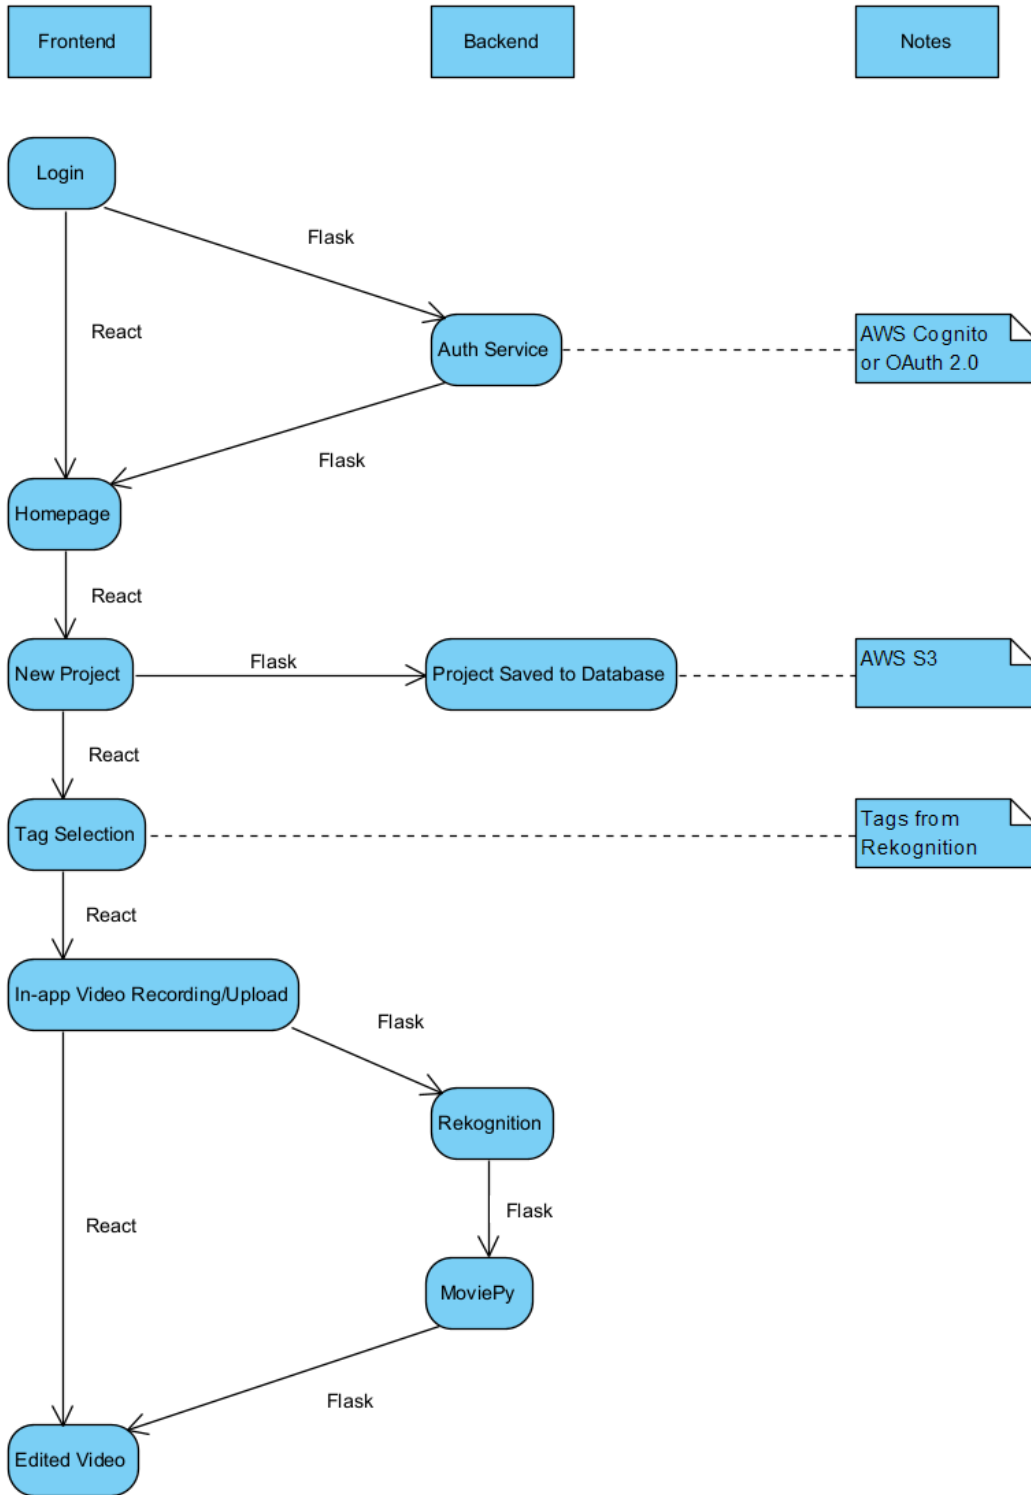 Frontend
Backend
Notes
Login
Flask
React
Auth Service
AWS Cognito
or OAuth 2.0
Flask
Homepage
React
New Project
Flask
Project Saved to Database
AWS S3
React
Tag Selection
Tags from
Rekognition
React
In-app Video Recording/Upload
Flask
Rekognition
React
Flask
MoviePy
Flask
Edited Video